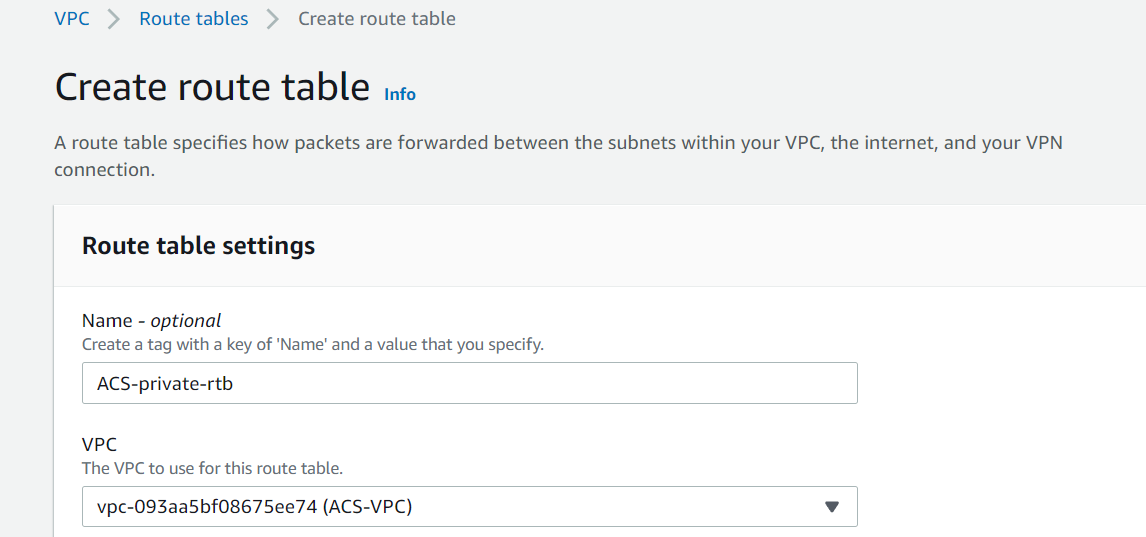 VPC > Route tables > Create route table
Create route table Info
A route table specifies how packets are forwarded between the subnets within your VPC, the internet, and your VPN
connection.
Route table settings
Name - optional
Create a tag with a key of 'Name' and a value that you specify.
ACS-private-rtb
VPC
The VPC to use for this route table.
vpc-093aa5bf08675ee74 (ACS-VPC)